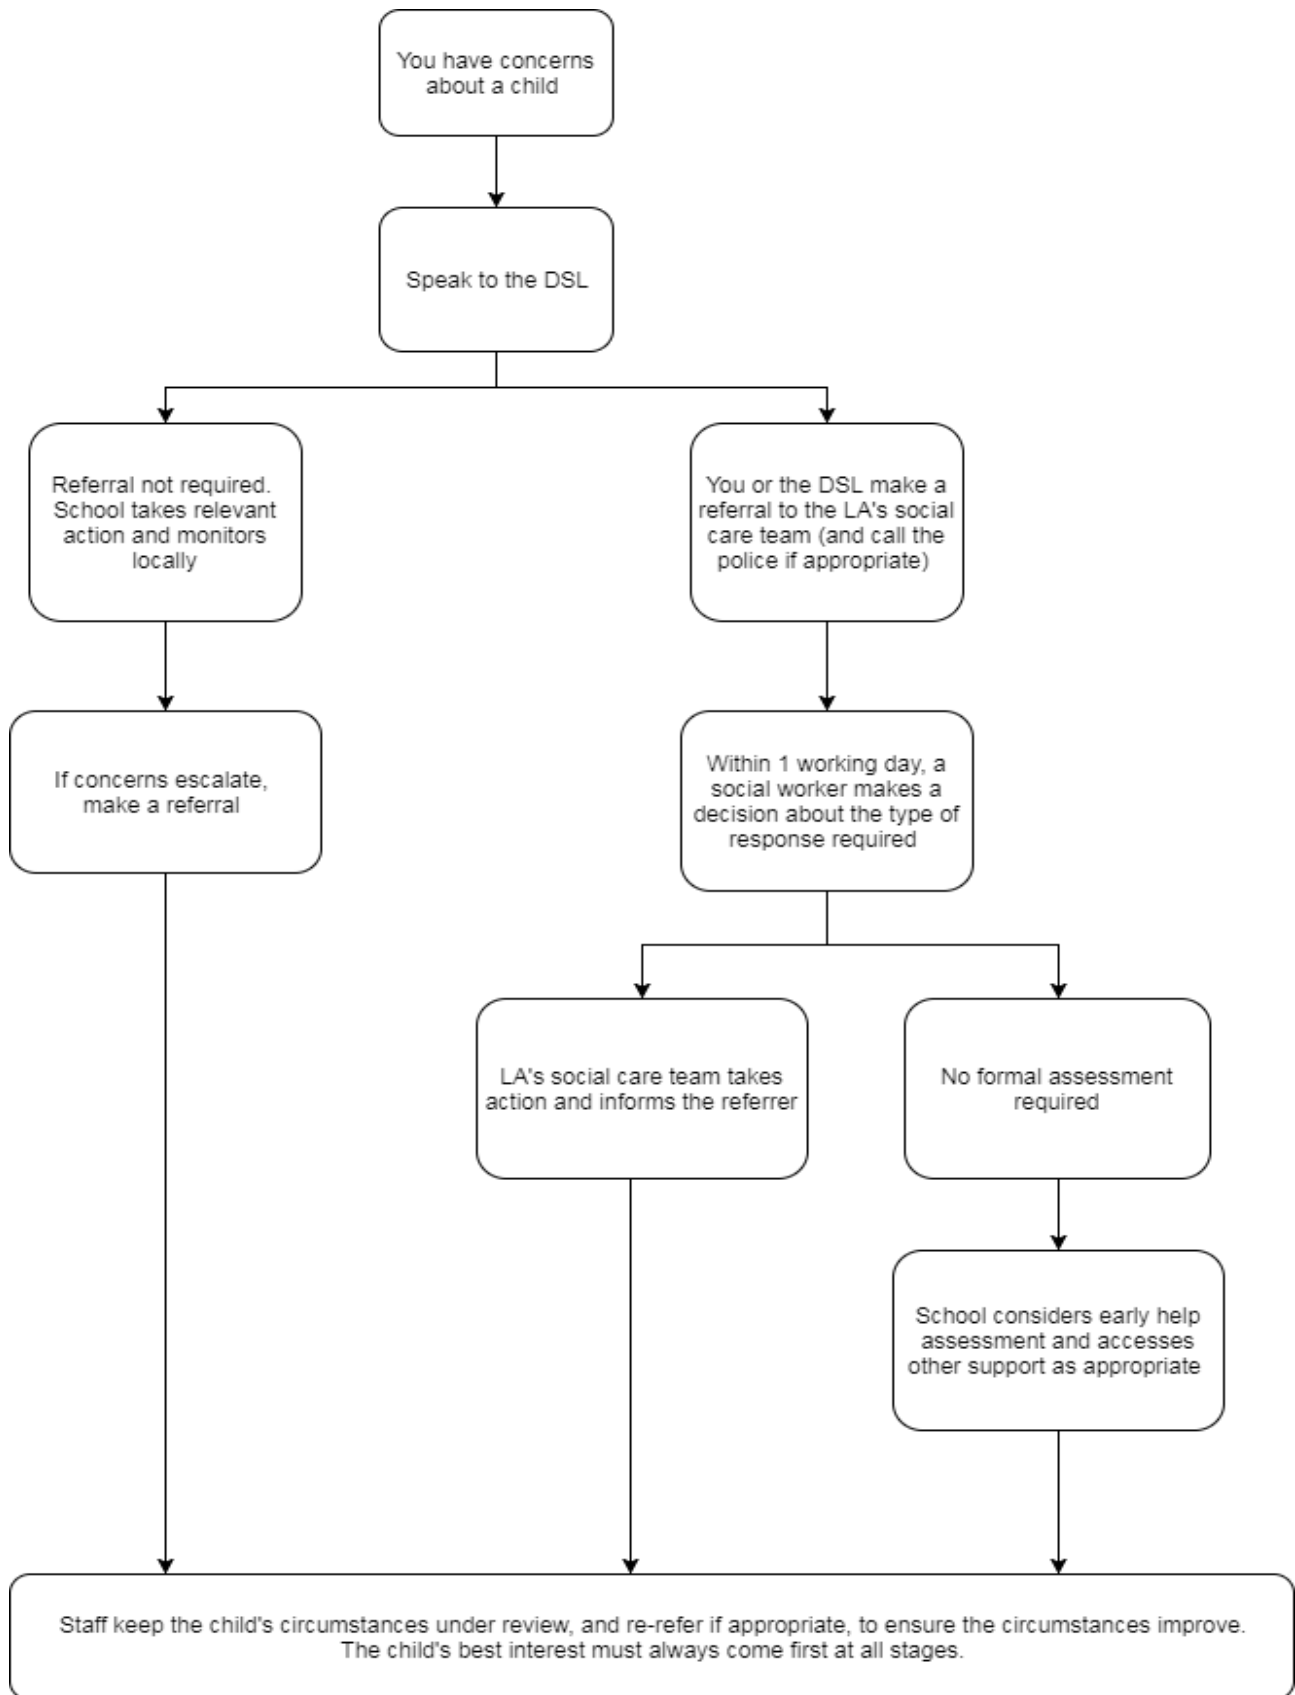 You have concerns
about a child
Speak to the DSL
Referral not required.
School takes relevant
action and monitors
locally
You or the DSL make a
referral to the LA's social
care team (and call the
police if appropriate)
If concerns escalate,
make a referral
Within 1 working day, a
social worker makes a
decision about the type of
response required
LA's social care team takes
action and informs the referrer
No formal assessment
required
School considers early help
assessment and accesses
other support as appropriate
Staff keep the child's circumstances under review, and re-refer if appropriate, to ensure the circumstances improve.
The child's best interest must always come first at all stages.